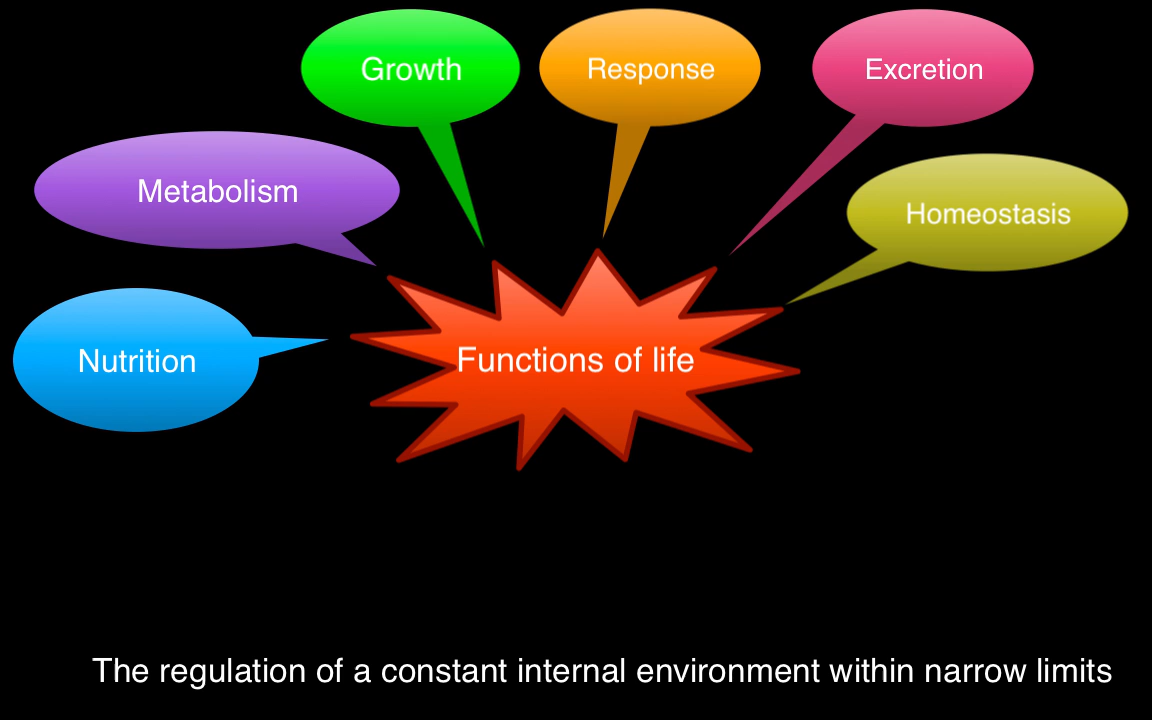 Growth
Response
Excretion
Metabolism
Homeostasis
Nutrition
Functions of life
The regulation of a constant internal environment within narrow limits